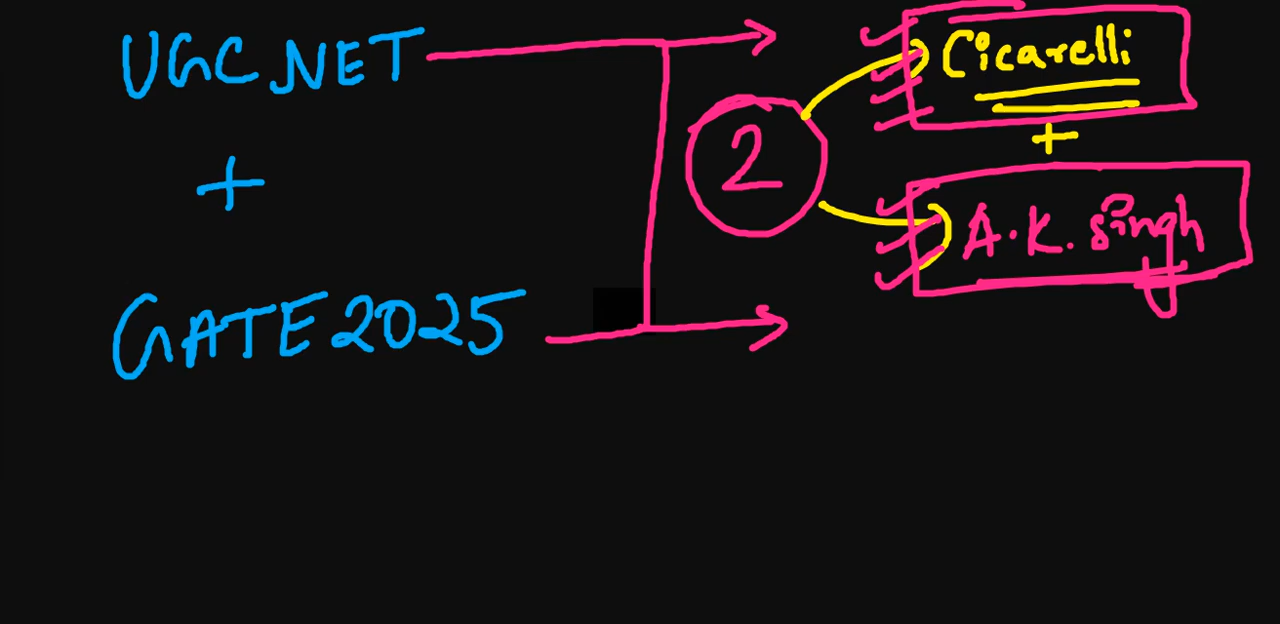 UGC NET
+
GATE 2025
2
Cicarelli
+
A.K. singh